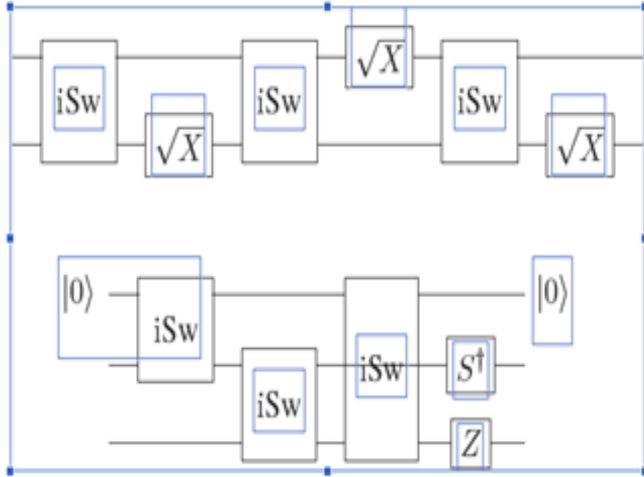 √X
iSw iSw iSw
√X √X
|0⟩ |0⟩
iSw
iSw S†
iSw
Z